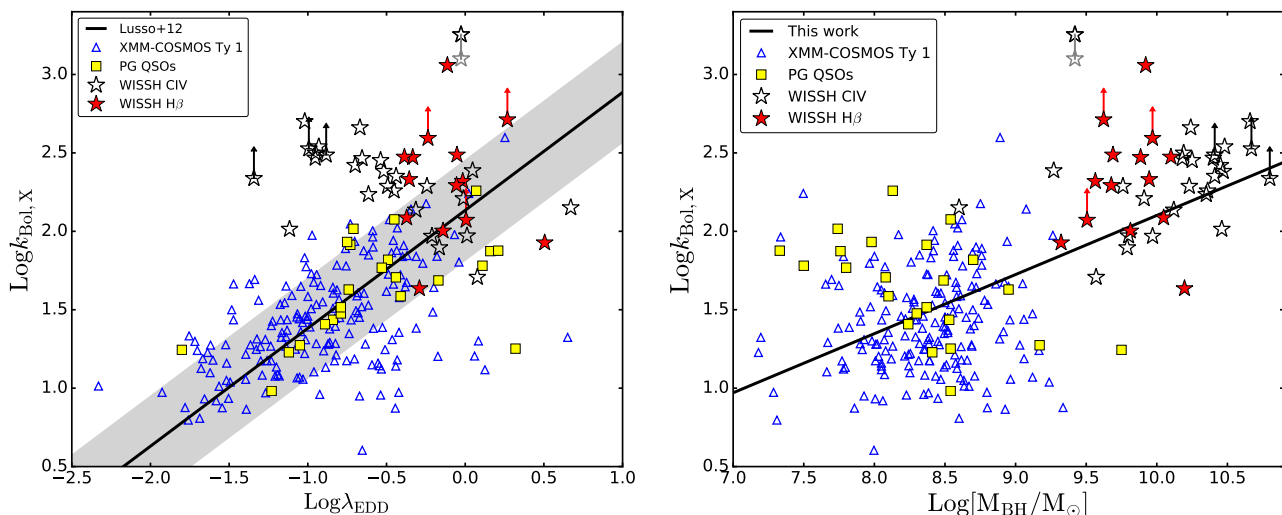 Lusso+12
XMM-COSMOS Ty 1
PG QSOs
WISSH CIV
WISSH Hβ
3.0
2.5
2.0
1.5
1.0
0.5
Log k_Bol, X
−2.5 −2.0 −1.5 −1.0 −0.5 0.0 0.5 1.0
Logλ_EDD
This work
XMM-COSMOS Ty 1
PG QSOs
WISSH CIV
WISSH Hβ
3.0
2.5
2.0
1.5
1.0
0.5
Log k_Bol, X
7.0 7.5 8.0 8.5 9.0 9.5 10.0 10.5
Log[M_BH/M_⊙]